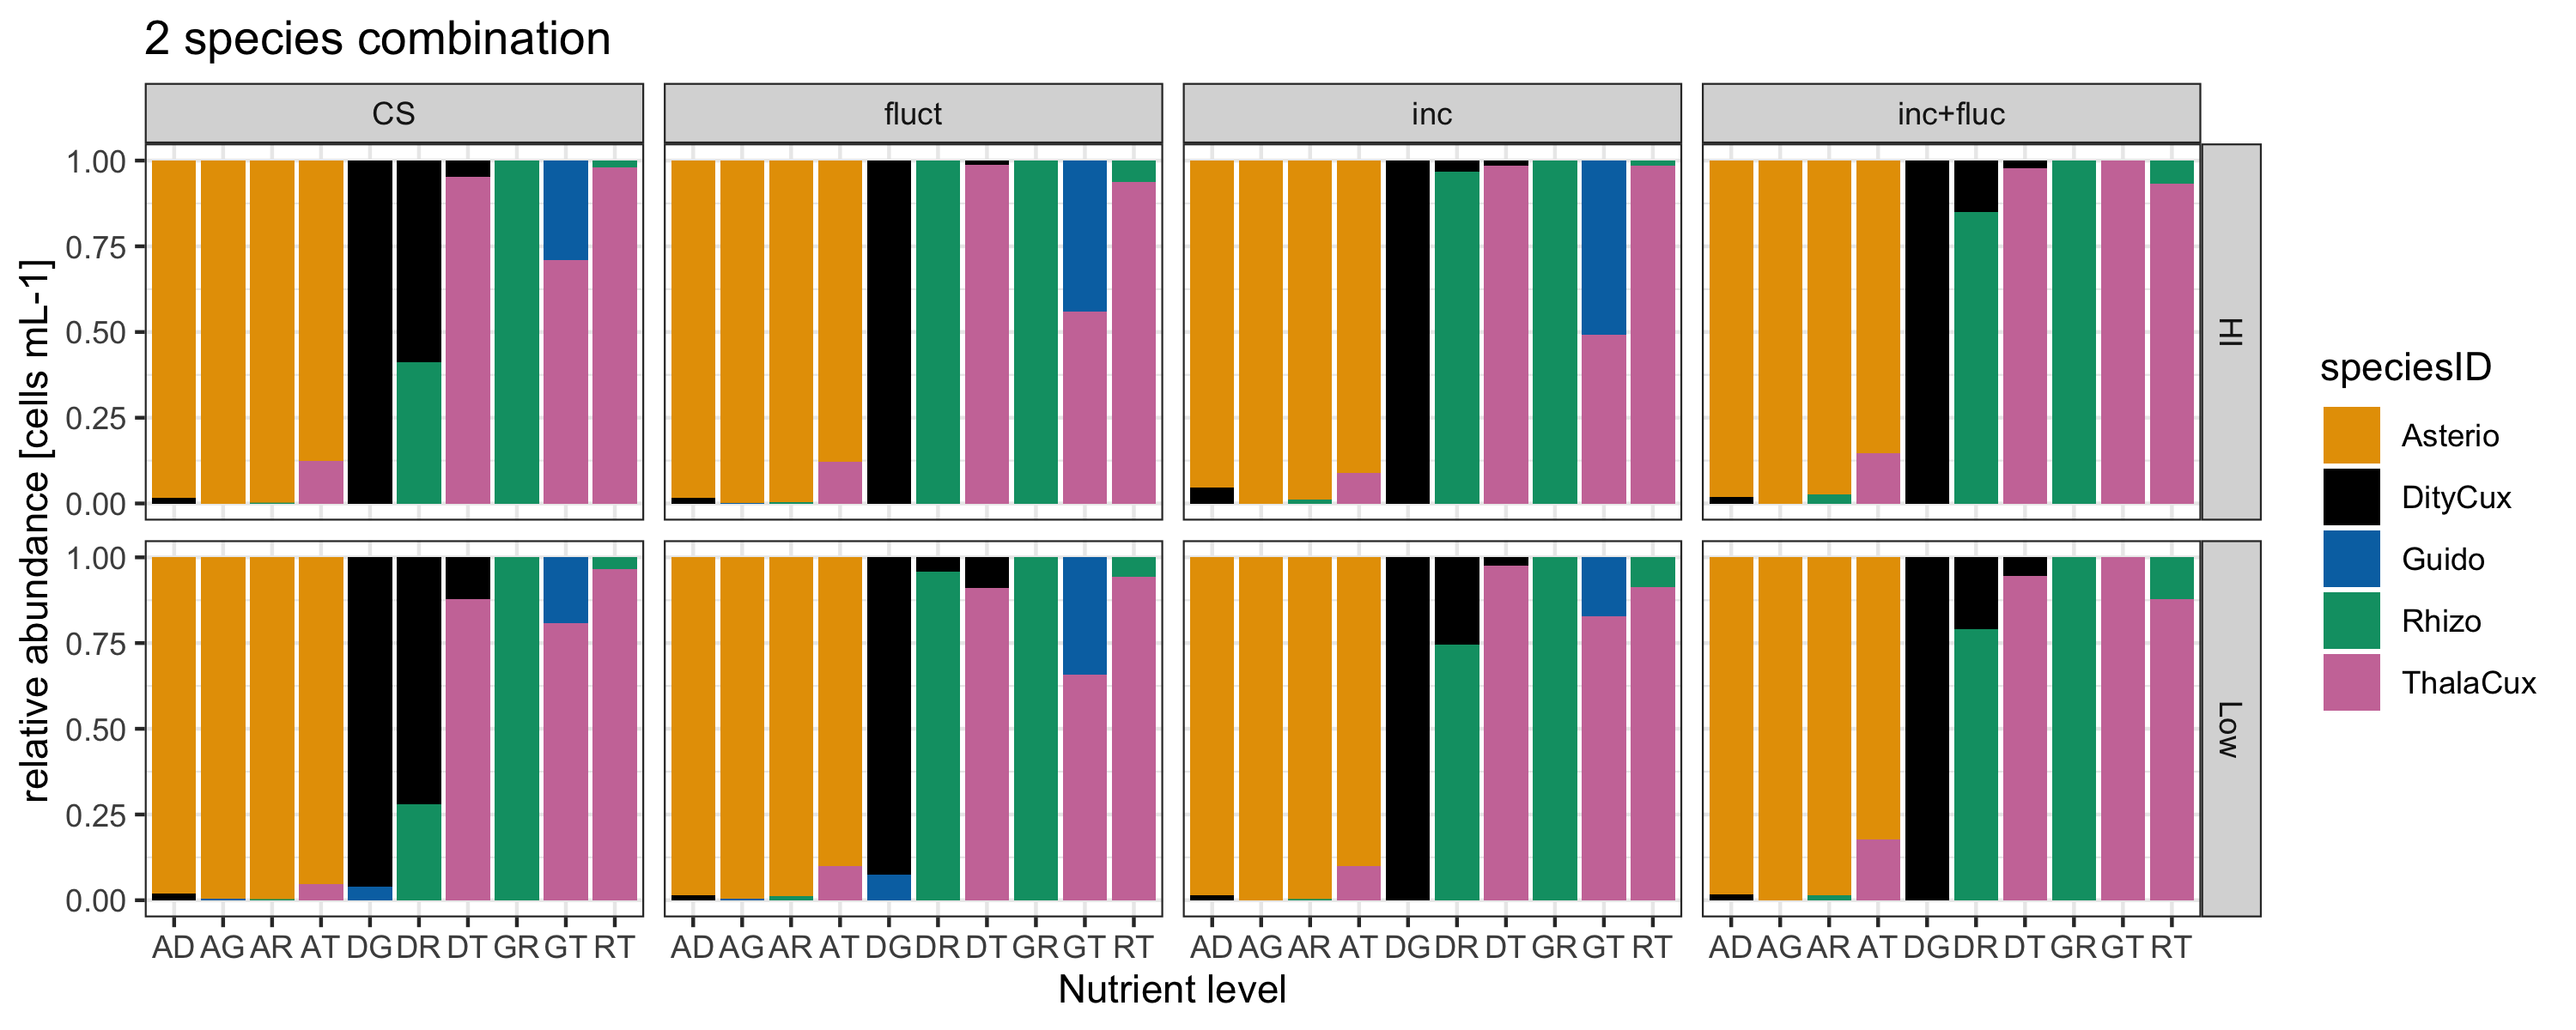 2 species combination
CS fluct inc inc+fluc
relative abundance [cells mL-1]
1.00
0.75
0.50
0.25
0.00
HI
1.00
0.75
0.50
0.25
0.00
Low
AD AG AR AT DG DR DT GR GT RT AD AG AR AT DG DR DT GR GT RT AD AG AR AT DG DR DT GR GT RT AD AG AR AT DG DR DT GR GT RT
Nutrient level
speciesID
Asterio
DityCux
Guido
Rhizo
ThalaCux